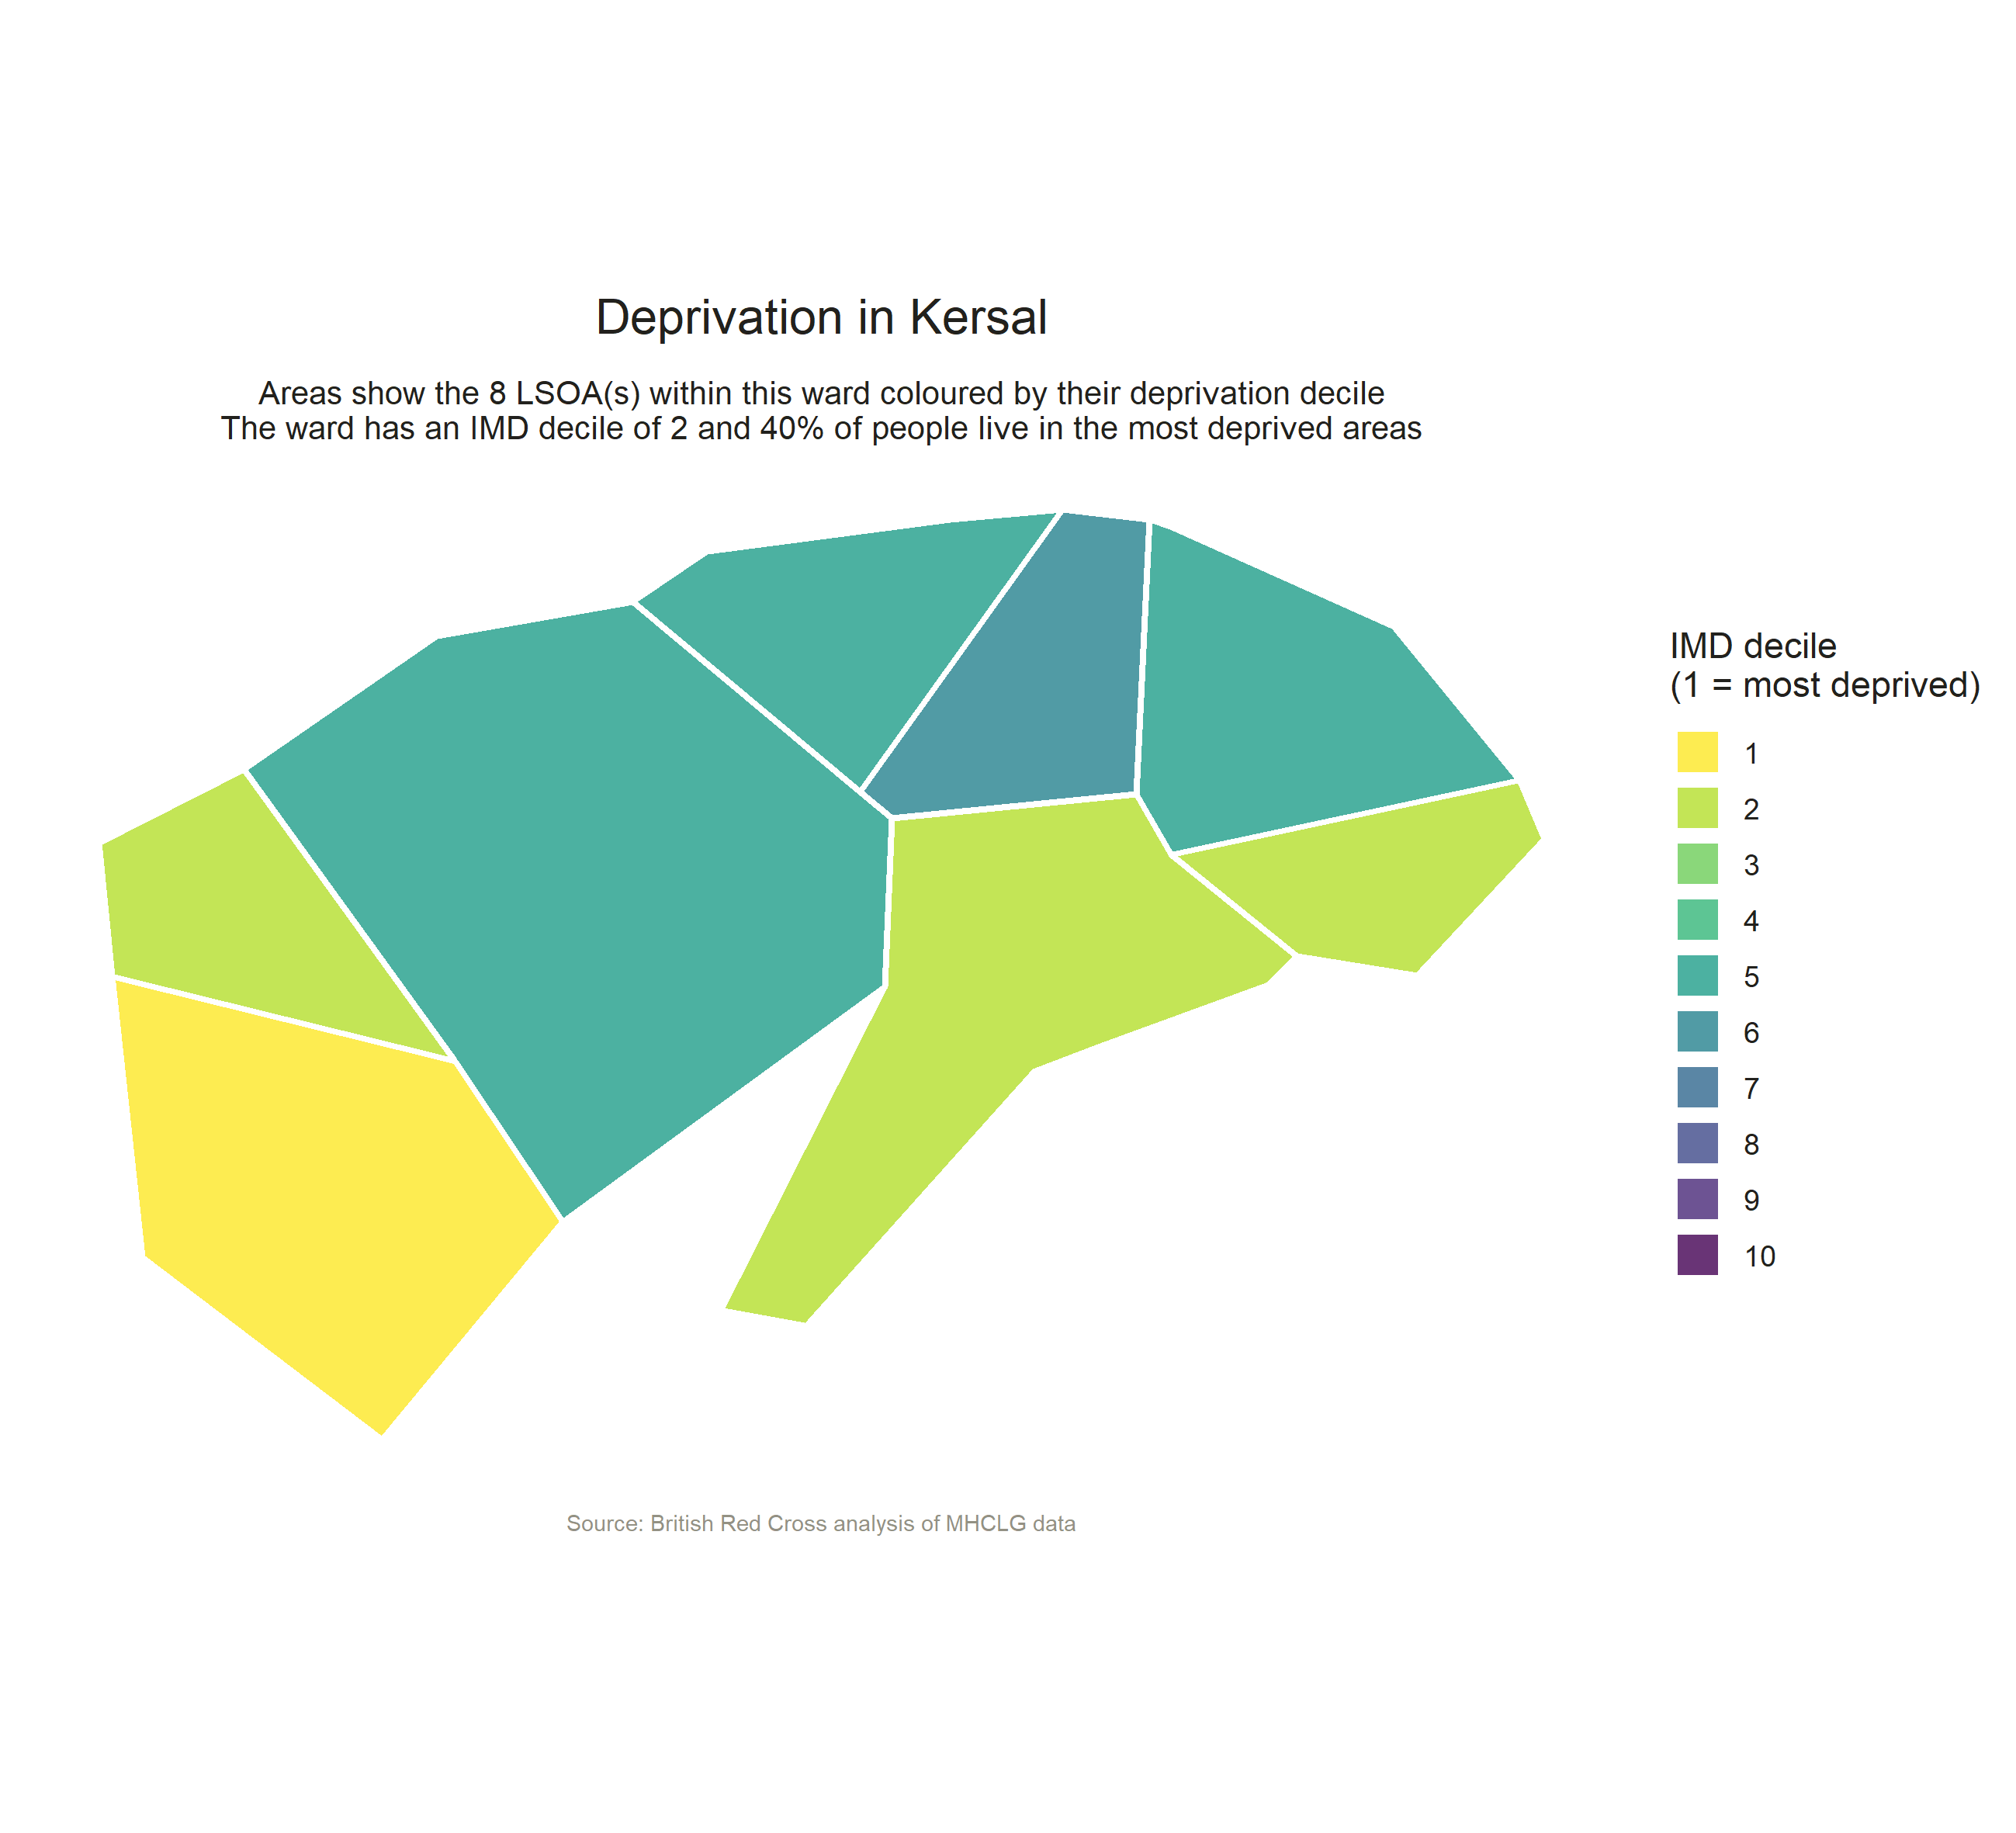 Deprivation in Kersal
Areas show the 8 LSOA(s) within this ward coloured by their deprivation decile
The ward has an IMD decile of 2 and 40% of people live in the most deprived areas
IMD decile
(1 = most deprived)
1
2
3
4
5
6
7
8
9
10
Source: British Red Cross analysis of MHCLG data